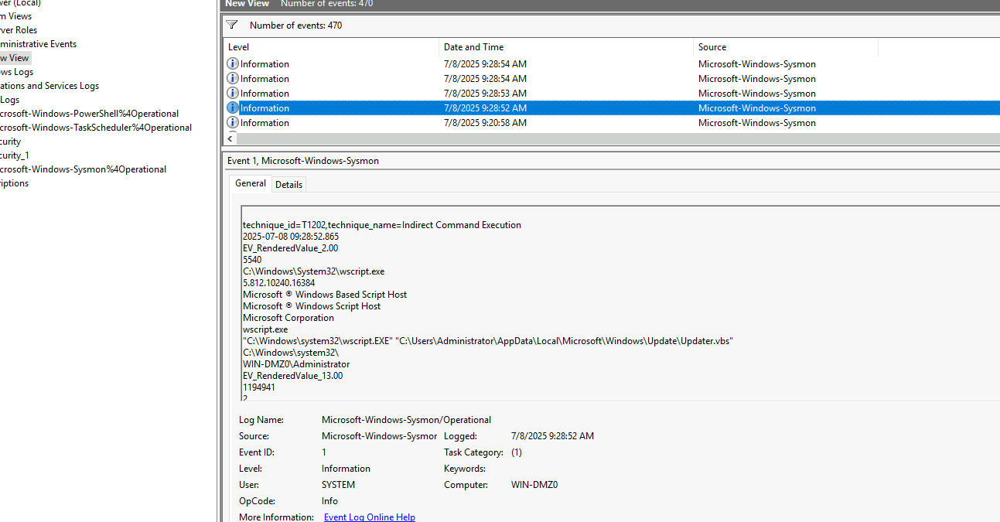 ver (Local)
m Views
rver Roles
ministrative Events
w View
ows Logs
ations and Services Logs
Logs
crosoft-Windows-PowerShell%4Operational
crosoft-Windows-TaskScheduler%4Operational
curity
curity_1
crosoft-Windows-Sysmon%4Operational
riptions
New View Number of events: 470
Number of events: 470
Level Date and Time Source
Information 7/8/2025 9:28:54 AM Microsoft-Windows-Sysmon
Information 7/8/2025 9:28:54 AM Microsoft-Windows-Sysmon
Information 7/8/2025 9:28:53 AM Microsoft-Windows-Sysmon
Information 7/8/2025 9:28:52 AM Microsoft-Windows-Sysmon
Information 7/8/2025 9:20:58 AM Microsoft-Windows-Sysmon
Event 1, Microsoft-Windows-Sysmon
General Details
technique_id=T1202,technique_name=Indirect Command Execution
2025-07-08 09:28:52.865
EV_RenderedValue_2.00
5540
C:\Windows\System32\wscript.exe
5.812.10240.16384
Microsoft ® Windows Based Script Host
Microsoft ® Windows Script Host
Microsoft Corporation
wscript.exe
"C:\Windows\system32\wscript.EXE" "C:\Users\Administrator\AppData\Local\Microsoft\Windows\Update\Updater.vbs"
C:\Windows\system32\
WIN-DMZ0\Administrator
EV_RenderedValue_13.00
1194941
2
Log Name: Microsoft-Windows-Sysmon/Operational
Source: Microsoft-Windows-Sysmor Logged: 7/8/2025 9:28:52 AM
Event ID: 1 Task Category: (1)
Level: Information Keywords:
User: SYSTEM Computer: WIN-DMZ0
OpCode: Info
More Information: Event Log Online Help